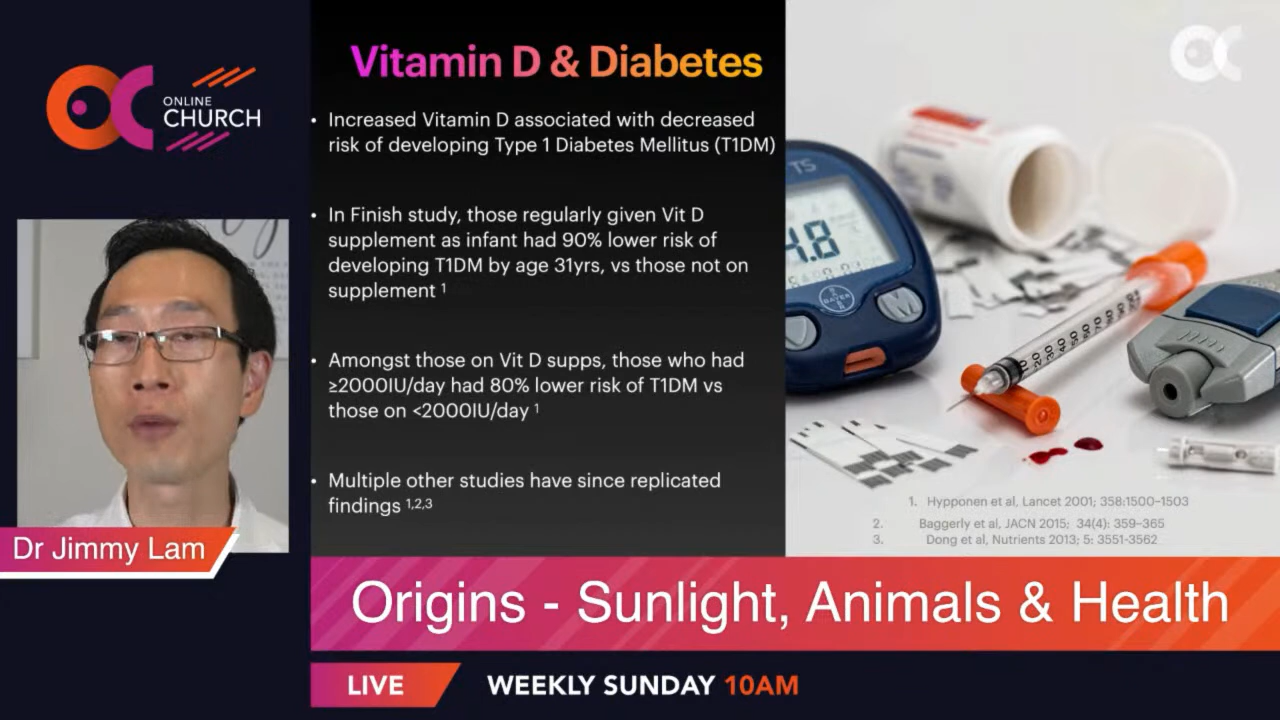 ONLINE
CHURCH
Dr Jimmy Lam
Vitamin D & Diabetes
• Increased Vitamin D associated with decreased
risk of developing Type 1 Diabetes Mellitus (T1DM)
• In Finish study, those regularly given Vit D
supplement as infant had 90% lower risk of
developing T1DM by age 31yrs, vs those not on
supplement ¹
• Amongst those on Vit D supps, those who had
≥2000IU/day had 80% lower risk of T1DM vs
those on <2000IU/day ¹
• Multiple other studies have since replicated
findings ¹,²,³
TS
4.8
BAYER
1. Hypponen et al, Lancet 2001; 358:1500-1503
2. Baggerly et al, JACN 2015; 34(4): 359-365
3. Dong et al, Nutrients 2013; 5: 3551-3562
Origins - Sunlight, Animals & Health
LIVE
WEEKLY SUNDAY 10AM